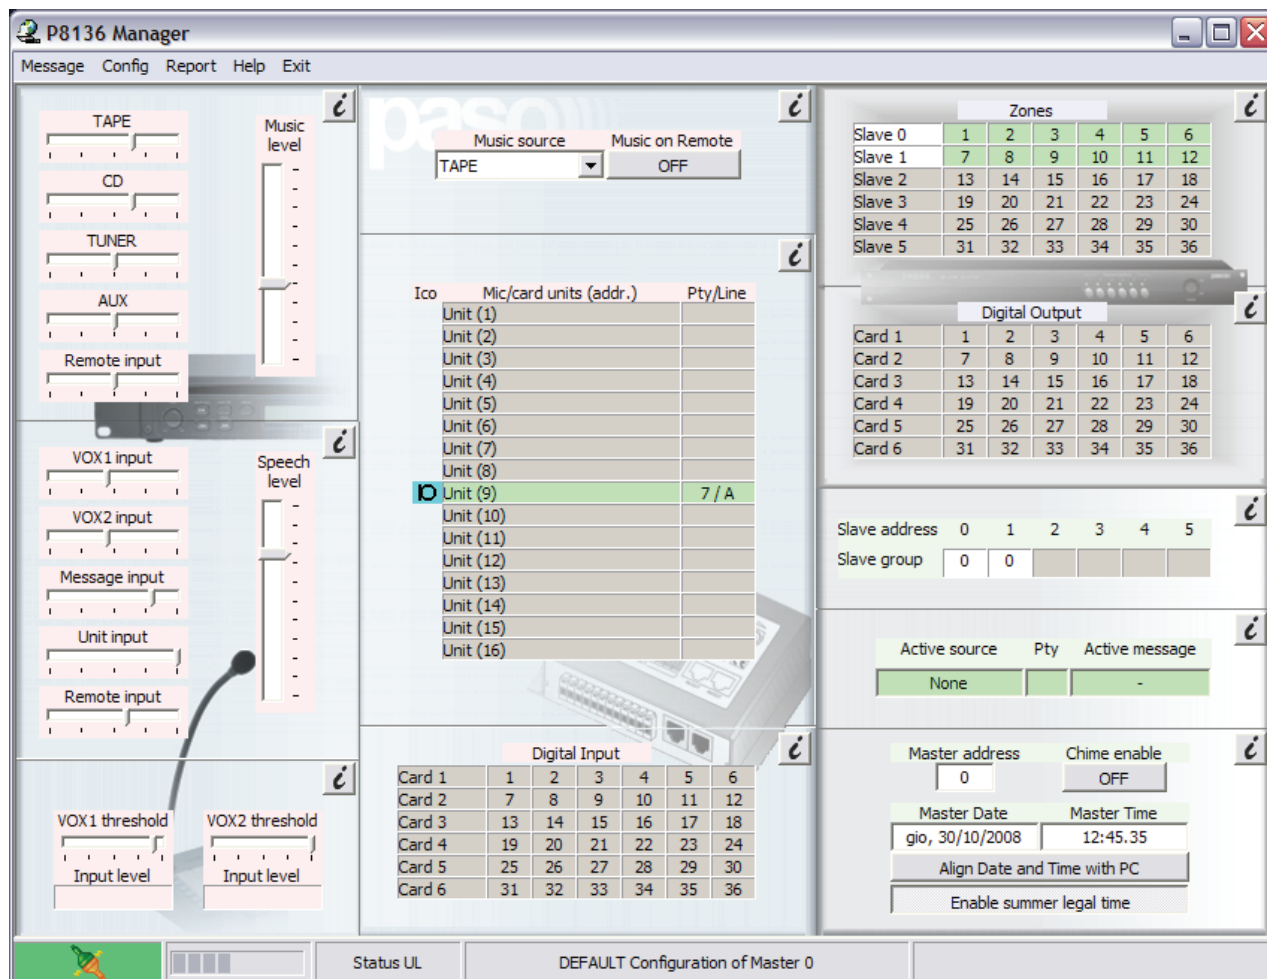 P8136 Manager
Message Config Report Help Exit
TAPE
CD
TUNER
AUX
Remote input
Music
level
VOX1 input
VOX2 input
Message input
Unit input
Remote input
Speech
level
VOX1 threshold
Input level
VOX2 threshold
Input level
paso
Music source Music on Remote
TAPE OFF
Ico Mic/card units (addr.) Pty/Line
Unit (1)
Unit (2)
Unit (3)
Unit (4)
Unit (5)
Unit (6)
Unit (7)
Unit (8)
Unit (9) 7 / A
Unit (10)
Unit (11)
Unit (12)
Unit (13)
Unit (14)
Unit (15)
Unit (16)
Digital Input
Card 1 1 2 3 4 5 6
Card 2 7 8 9 10 11 12
Card 3 13 14 15 16 17 18
Card 4 19 20 21 22 23 24
Card 5 25 26 27 28 29 30
Card 6 31 32 33 34 35 36
Zones
Slave 0 1 2 3 4 5 6
Slave 1 7 8 9 10 11 12
Slave 2 13 14 15 16 17 18
Slave 3 19 20 21 22 23 24
Slave 4 25 26 27 28 29 30
Slave 5 31 32 33 34 35 36
Digital Output
Card 1 1 2 3 4 5 6
Card 2 7 8 9 10 11 12
Card 3 13 14 15 16 17 18
Card 4 19 20 21 22 23 24
Card 5 25 26 27 28 29 30
Card 6 31 32 33 34 35 36
Slave address 0 1 2 3 4 5
Slave group 0 0
Active source Pty Active message
None -
Master address Chime enable
0 OFF
Master Date Master Time
gio, 30/10/2008 12:45.35
Align Date and Time with PC
Enable summer legal time
Status UL
DEFAULT Configuration of Master 0